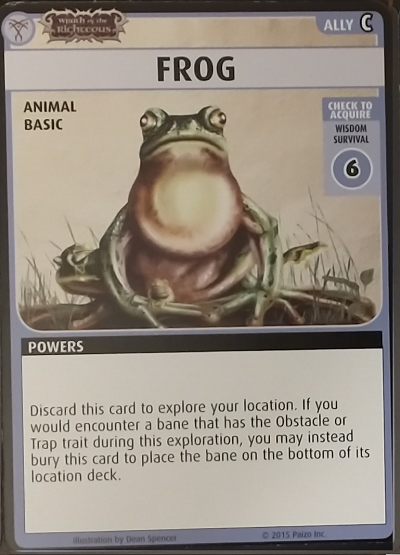 Wrath of the
Righteous
ALLY C
FROG
ANIMAL
BASIC
CHECK TO
ACQUIRE
WISDOM
SURVIVAL
6
POWERS
Discard this card to explore your location. If you
would encounter a bane that has the Obstacle or
Trap trait during this exploration, you may instead
bury this card to place the bane on the bottom of its
location deck.
Illustration by Dean Spencer
© 2015 Paizo Inc.